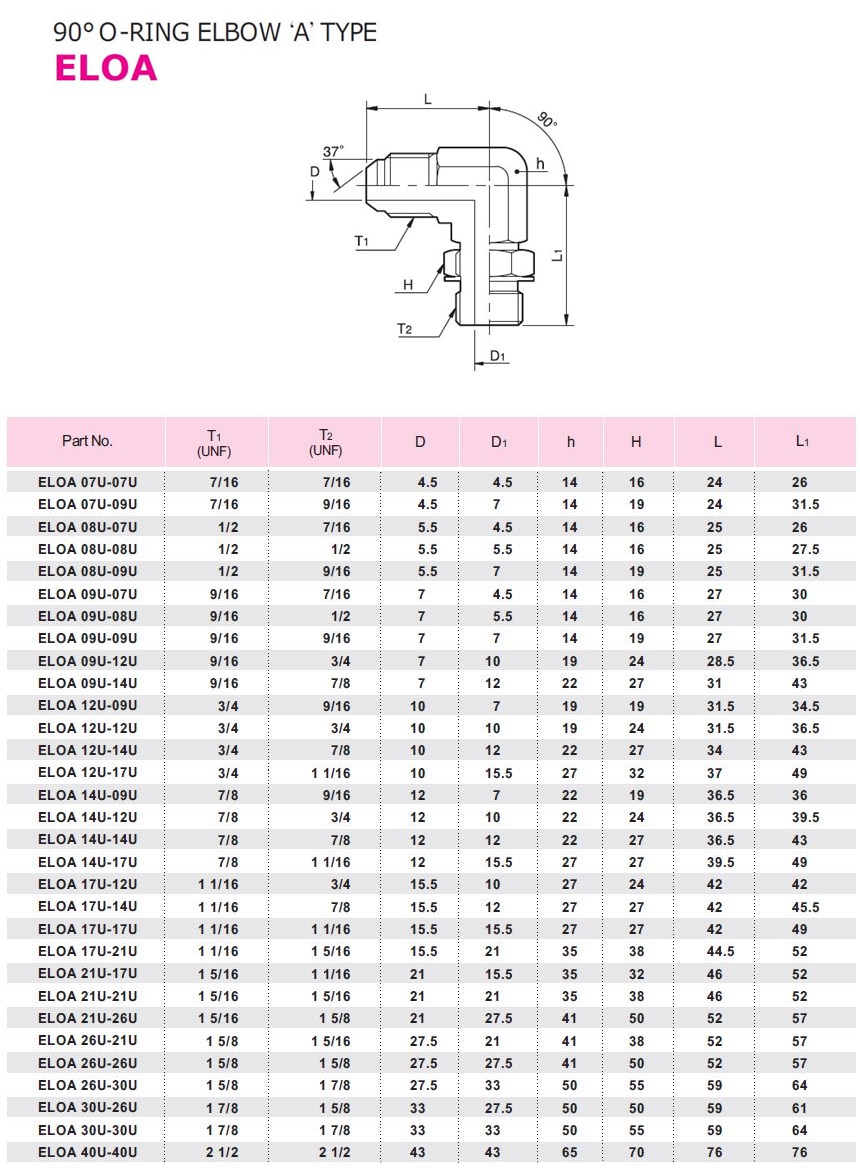 90° O-RING ELBOW ‘A’ TYPE
ELOA
L
90°
37°
D
h
T1
L1
H
T2
D1
Part No. T1 (UNF) T2 (UNF) D D1 h H L L1
ELOA 07U-07U 7/16 7/16 4.5 4.5 14 16 24 26
ELOA 07U-09U 7/16 9/16 4.5 7 14 19 24 31.5
ELOA 08U-07U 1/2 7/16 5.5 4.5 14 16 25 26
ELOA 08U-08U 1/2 1/2 5.5 5.5 14 16 25 27.5
ELOA 08U-09U 1/2 9/16 5.5 7 14 19 25 31.5
ELOA 09U-07U 9/16 7/16 7 4.5 14 16 27 30
ELOA 09U-08U 9/16 1/2 7 5.5 14 16 27 30
ELOA 09U-09U 9/16 9/16 7 7 14 19 27 31.5
ELOA 09U-12U 9/16 3/4 7 10 19 24 28.5 36.5
ELOA 09U-14U 9/16 7/8 7 12 22 27 31 43
ELOA 12U-09U 3/4 9/16 10 7 19 19 31.5 34.5
ELOA 12U-12U 3/4 3/4 10 10 19 24 31.5 36.5
ELOA 12U-14U 3/4 7/8 10 12 22 27 34 43
ELOA 12U-17U 3/4 1 1/16 10 15.5 27 32 37 49
ELOA 14U-09U 7/8 9/16 12 7 22 19 36.5 36
ELOA 14U-12U 7/8 3/4 12 10 22 24 36.5 39.5
ELOA 14U-14U 7/8 7/8 12 12 22 27 36.5 43
ELOA 14U-17U 7/8 1 1/16 12 15.5 27 27 39.5 49
ELOA 17U-12U 1 1/16 3/4 15.5 10 27 24 42 42
ELOA 17U-14U 1 1/16 7/8 15.5 12 27 27 42 45.5
ELOA 17U-17U 1 1/16 1 1/16 15.5 15.5 27 27 42 49
ELOA 17U-21U 1 1/16 1 5/16 15.5 21 35 38 44.5 52
ELOA 21U-17U 1 5/16 1 1/16 21 15.5 35 32 46 52
ELOA 21U-21U 1 5/16 1 5/16 21 21 35 38 46 52
ELOA 21U-26U 1 5/16 1 5/8 21 27.5 41 50 52 57
ELOA 26U-21U 1 5/8 1 5/16 27.5 21 41 38 52 57
ELOA 26U-26U 1 5/8 1 5/8 27.5 27.5 41 50 52 57
ELOA 26U-30U 1 5/8 1 7/8 27.5 33 50 55 59 64
ELOA 30U-26U 1 7/8 1 5/8 33 27.5 50 50 59 61
ELOA 30U-30U 1 7/8 1 7/8 33 33 50 55 59 64
ELOA 40U-40U 2 1/2 2 1/2 43 43 65 70 76 76